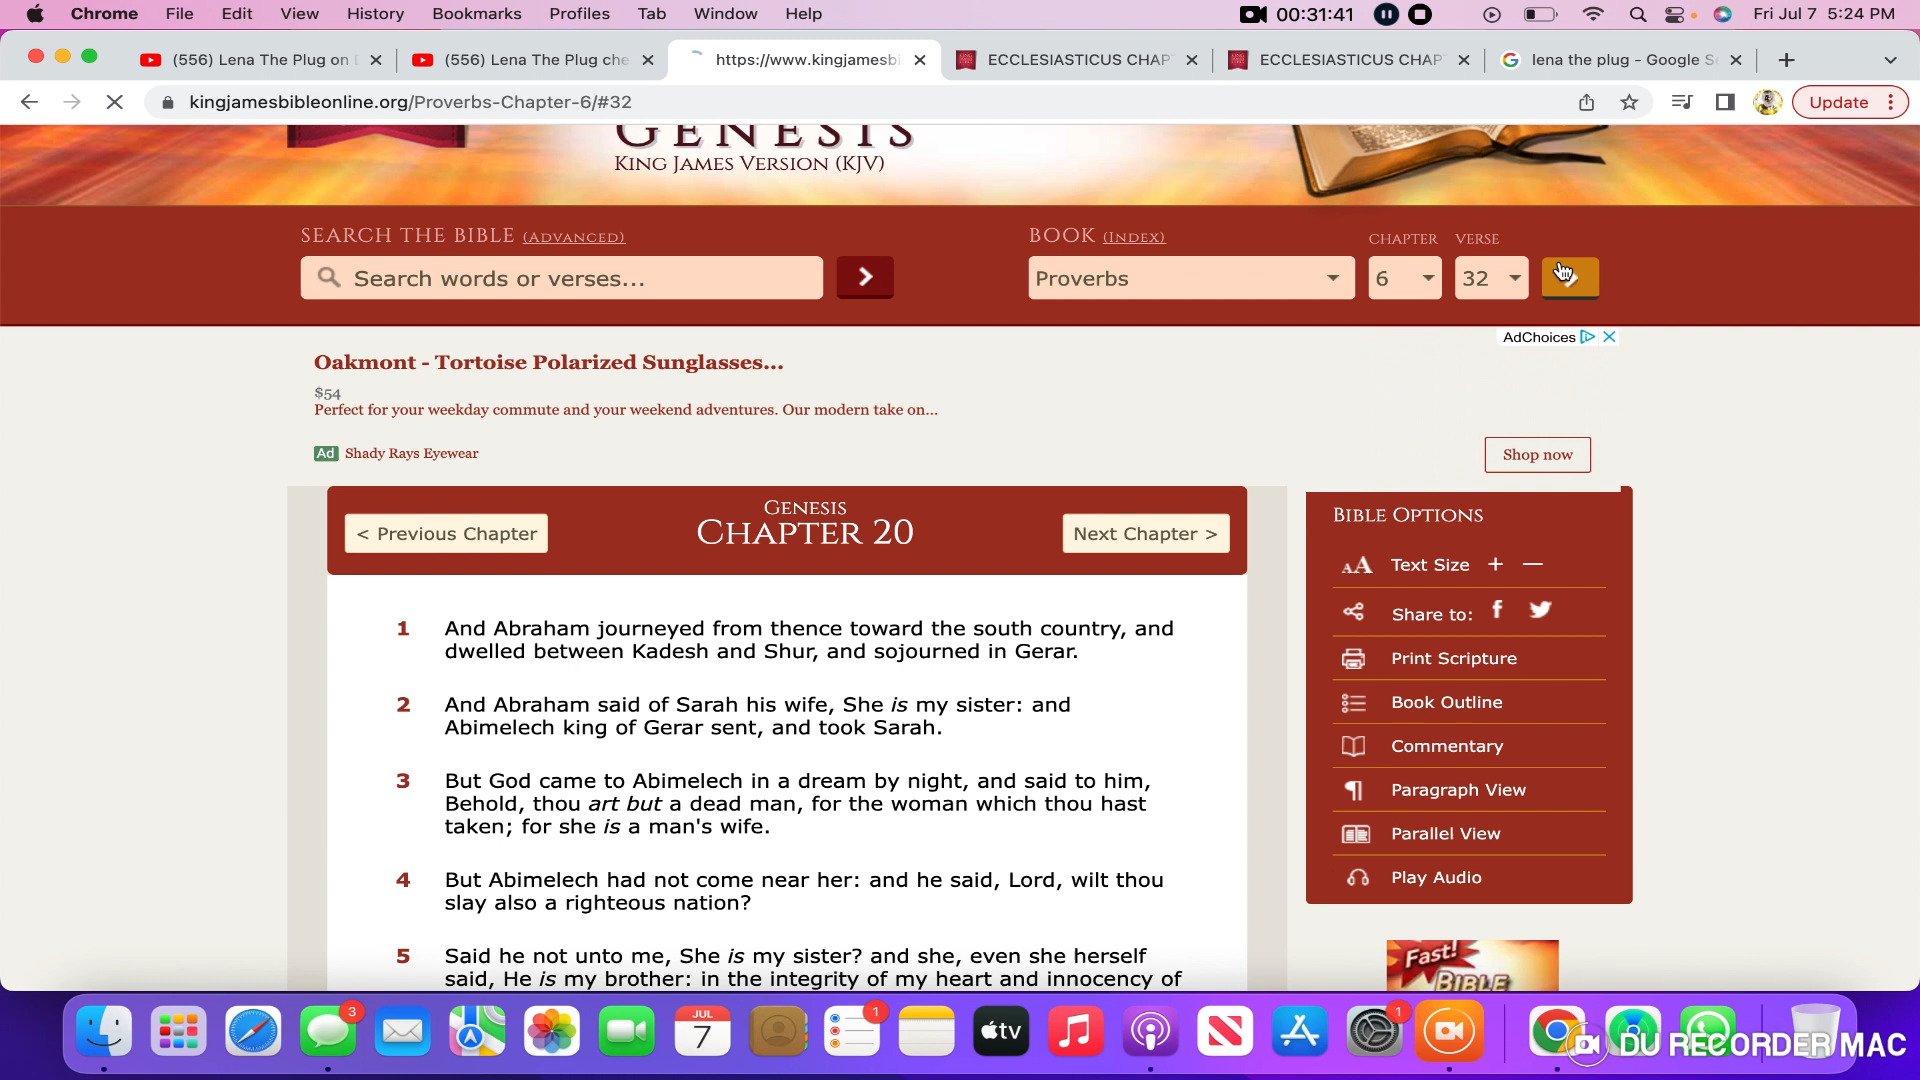 Chrome File Edit View History Bookmarks Profiles Tab Window Help 00:31:41 Fri Jul 7 5:24 PM
(556) Lena The Plug on (556) Lena The Plug che https://www.kingjamesbi ECCLESIASTICUS CHAP ECCLESIASTICUS CHAP lena the plug - Google S
kingjamesbibleonline.org/Proverbs-Chapter-6/#32 Update
GENESIS
KING JAMES VERSION (KJV)
SEARCH THE BIBLE (ADVANCED) BOOK (INDEX) CHAPTER VERSE
Search words or verses... Proverbs 6 32
AdChoices
Oakmont - Tortoise Polarized Sunglasses...
$54
Perfect for your weekday commute and your weekend adventures. Our modern take on...
Ad Shady Rays Eyewear Shop now
GENESIS
< Previous Chapter CHAPTER 20 Next Chapter >
1 And Abraham journeyed from thence toward the south country, and
dwelled between Kadesh and Shur, and sojourned in Gerar.
2 And Abraham said of Sarah his wife, She is my sister: and
Abimelech king of Gerar sent, and took Sarah.
3 But God came to Abimelech in a dream by night, and said to him,
Behold, thou art but a dead man, for the woman which thou hast
taken; for she is a man's wife.
4 But Abimelech had not come near her: and he said, Lord, wilt thou
slay also a righteous nation?
5 Said he not unto me, She is my sister? and she, even she herself
said, He is my brother: in the integrity of my heart and innocency of
BIBLE OPTIONS
AA Text Size + —
Share to:
Print Scripture
Book Outline
Commentary
Paragraph View
Parallel View
Play Audio
Fast!
BIBLE
3 JUL 7 1 tv 1
DU RECORDER MAC